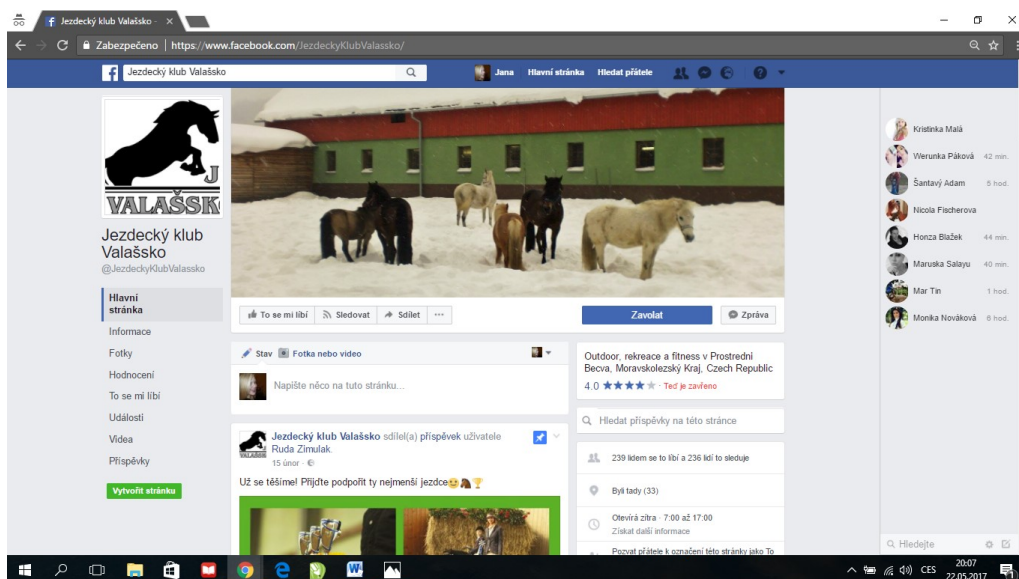 Jezdecký klub Valašsko -
Zabezpečeno | https://www.facebook.com/JezdeckyKlubValassko/
Jezdecký klub Valašsko
Jana
Hlavní stránka
Hledat přátele
J
VALAŠSK
Jezdecký klub
Valašsko
@JezdeckyKlubValassko
Hlavní
stránka
Informace
Fotky
Hodnocení
To se mi líbí
Události
Videa
Příspěvky
Vytvořit stránku
To se mi líbí
Sledovat
Sdílet
Zavolat
Zpráva
Stav
Fotka nebo video
Napište něco na tuto stránku...
Jezdecký klub Valašsko sdílel(a) příspěvek uživatele
Ruda Zimulak.
15 únor
Už se těšíme! Přijďte podpořit ty nejmenší jezdce
Outdoor, rekreace a fitness v Prostredni
Becva, Moravskolezský Kraj, Czech Republic
4.0 ★★★★★ · Teď je zavřeno
Hledat příspěvky na této stránce
239 lidem se to líbí a 236 lidí to sleduje
Byli tady (33)
Otevírá zítra · 7:00 až 17:00
Získat další informace
Pozvat přátele k označení této stránky jako To
Kristinka Malá
Werunka Páková 42 min.
Šantavý Adam 5 hod.
Nicola Fischerova
Honza Blažek 44 min.
Maruska Salayu 40 min.
Mar Tin 1 hod.
Monika Nováková 6 hod.
Hledejte
CES
20:07
22.05.2017